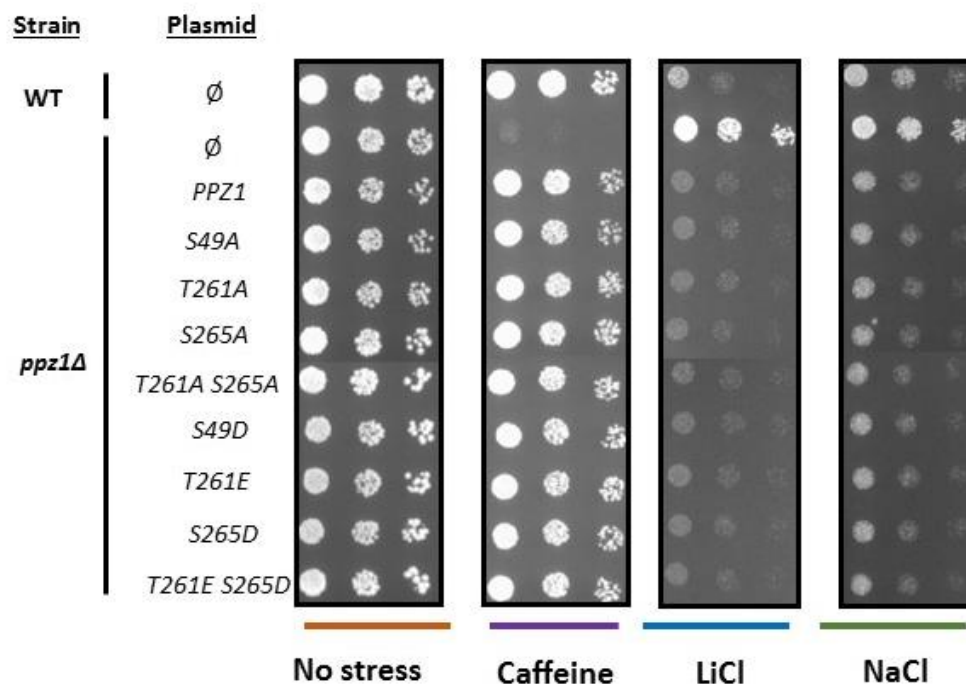 Strain Plasmid
WT Ø
Ø
PPZ1
S49A
T261A
S265A
ppz1Δ
T261A S265A
S49D
T261E
S265D
T261E S265D
No stress Caffeine LiCl NaCl